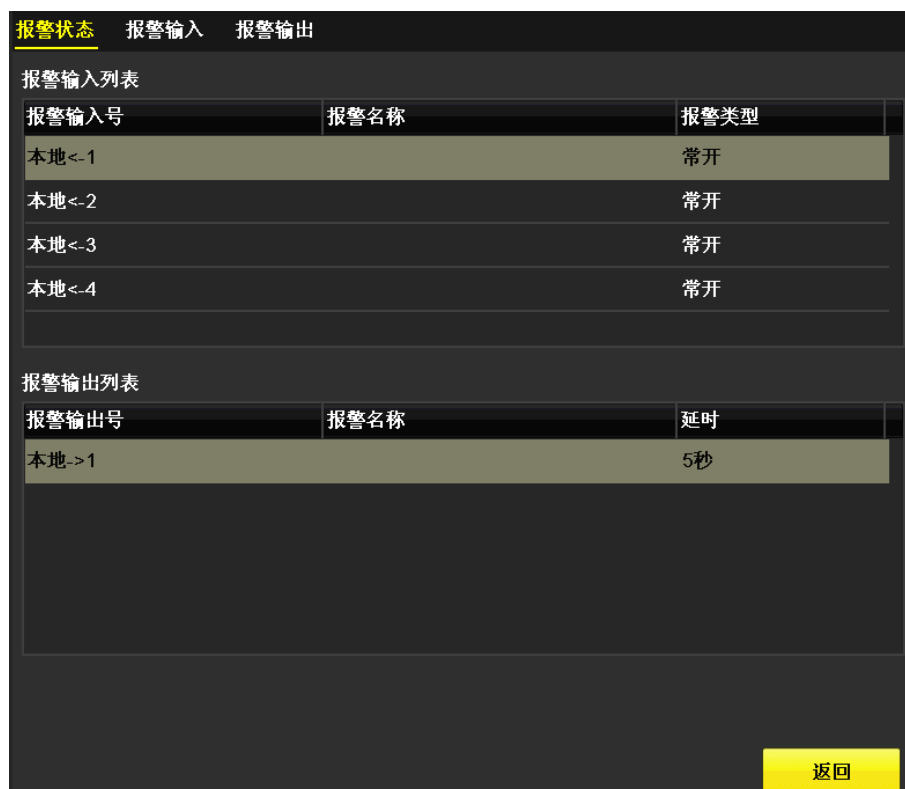 报警状态 报警输入 报警输出
报警输入列表
报警输入号 报警名称 报警类型
本地<-1 常开
本地<-2 常开
本地<-3 常开
本地<-4 常开
报警输出列表
报警输出号 报警名称 延时
本地->1 5秒
返回